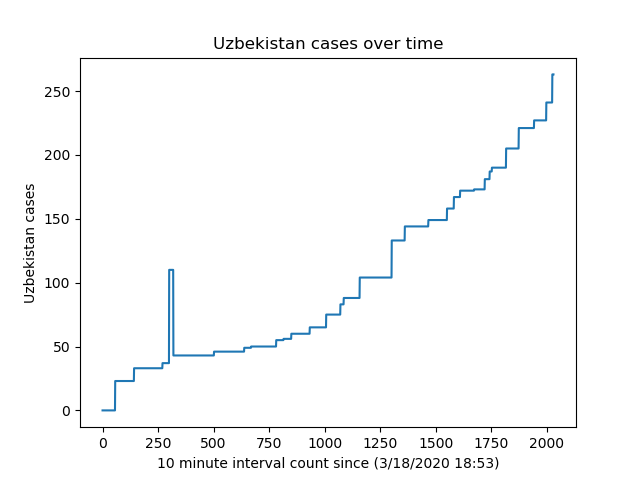 Uzbekistan cases over time
Uzbekistan cases
250
200
150
100
50
0
0 250 500 750 1000 1250 1500 1750 2000
10 minute interval count since (3/18/2020 18:53)